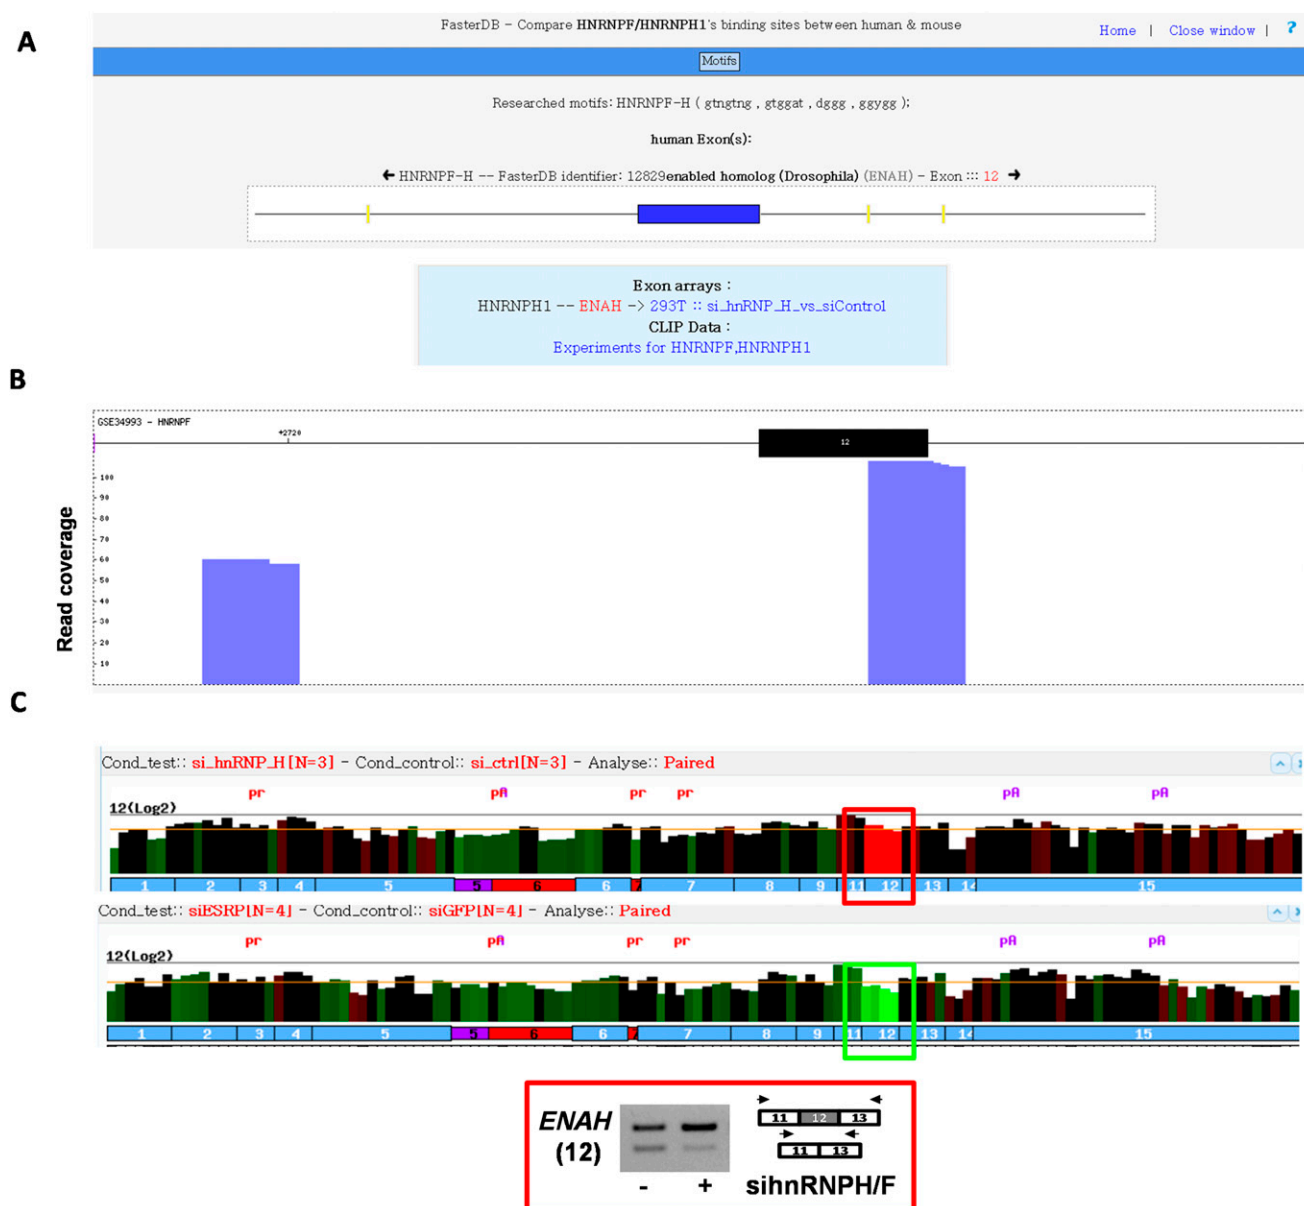 A
FasterDB - Compare HNRNPF/HNRNPH1's binding sites between human & mouse
Home | Close window | ?
Motifs
Researched motifs: HNRNPF-H ( gtngtng , gtggat , dggg , ggygg );
human Exon(s):
HNRNPF-H -- FasterDB identifier: 12829enabled homolog (Drosophila) (ENAH) - Exon ::: 12
Exon arrays :
HNRNPH1 -- ENAH -> 293T :: si_hnRNP_H_vs_siControl
CLIP Data :
Experiments for HNRNPF,HNRNPH1
B
GSE34993 - HNRNPF
+2720
12
Read coverage
100
90
80
70
60
50
40
30
20
10
C
Cond_test:: si_hnRNP_H[N=3] - Cond_control:: si_ctrl[N=3] - Analyse:: Paired
pr pA pr pr pA pA
12(Log2)
1 2 3 4 5 5 6 6 7 7 8 9 11 12 13 14 15
Cond_test:: siESRP[N=4] - Cond_control:: siGFP[N=4] - Analyse:: Paired
pr pA pr pr pA pA
12(Log2)
1 2 3 4 5 5 6 6 7 7 8 9 11 12 13 14 15
ENAH
(12)
11 12 13
11 13
- + sihnRNPH/F